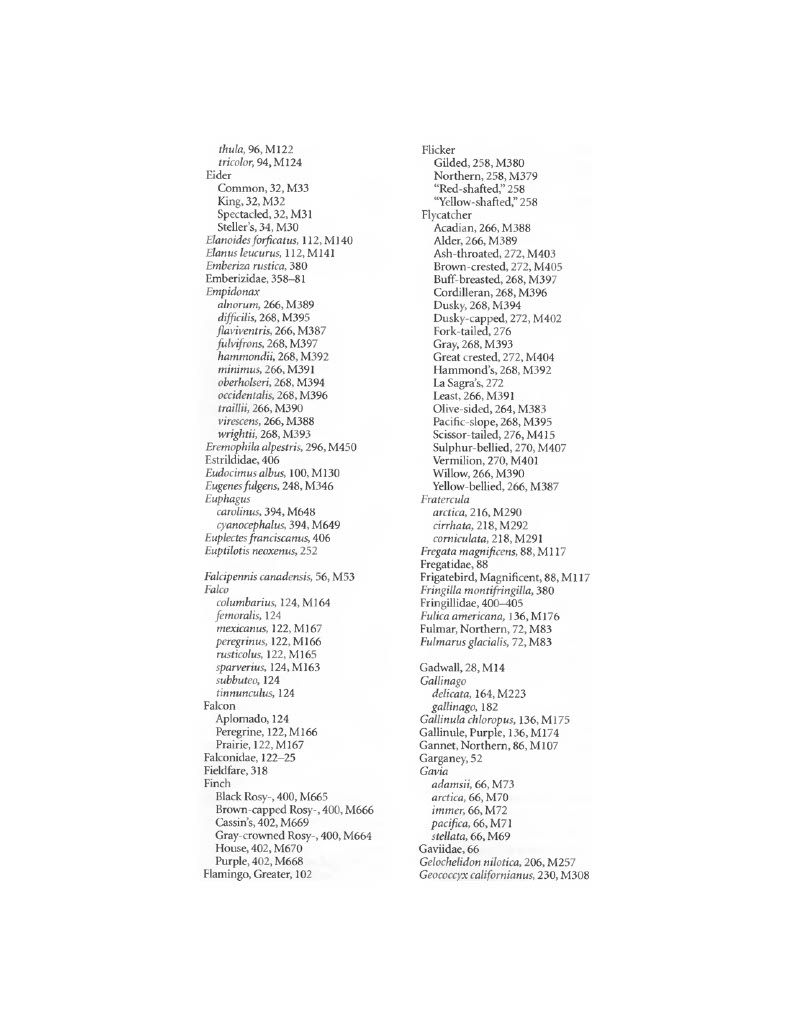 thula, 96, M122
tricolor, 94, M124
Eider
Common, 32, M33
King, 32, M32
Spectacled, 32, M31
Steller's, 34, M30
Elanoides forficatus, 112, M140
Elanus leucurus, 112, M141
Emberiza rustica, 380
Emberizidae, 358–81
Empidonax
alnorum, 266, M389
difficilis, 268, M395
flaviventris, 266, M387
fulvifrons, 268, M397
hammondii, 268, M392
minimus, 266, M391
oberholseri, 268, M394
occidentalis, 268, M396
traillii, 266, M390
virescens, 266, M388
wrightii, 268, M393
Eremophila alpestris, 296, M450
Estrildidae, 406
Eudocimus albus, 100, M130
Eugenes fulgens, 248, M346
Euphagus
carolinus, 394, M648
cyanocephalus, 394, M649
Euplectes franciscanus, 406
Euptilotis neoxenus, 252
Falcipennis canadensis, 56, M53
Falco
columbarius, 124, M164
femoralis, 124
mexicanus, 122, M167
peregrinus, 122, M166
rusticolus, 122, M165
sparverius, 124, M163
subbuteo, 124
tinnunculus, 124
Falcon
Aplomado, 124
Peregrine, 122, M166
Prairie, 122, M167
Falconidae, 122–25
Fieldfare, 318
Finch
Black Rosy-, 400, M665
Brown-capped Rosy-, 400, M666
Cassin's, 402, M669
Gray-crowned Rosy-, 400, M664
House, 402, M670
Purple, 402, M668
Flamingo, Greater, 102
Flicker
Gilded, 258, M380
Northern, 258, M379
“Red-shafted,” 258
“Yellow-shafted,” 258
Flycatcher
Acadian, 266, M388
Alder, 266, M389
Ash-throated, 272, M403
Brown-crested, 272, M405
Buff-breasted, 268, M397
Cordilleran, 268, M396
Dusky, 268, M394
Dusky-capped, 272, M402
Fork-tailed, 276
Gray, 268, M393
Great crested, 272, M404
Hammond's, 268, M392
La Sagra's, 272
Least, 266, M391
Olive-sided, 264, M383
Pacific-slope, 268, M395
Scissor-tailed, 276, M415
Sulphur-bellied, 270, M407
Vermilion, 270, M401
Willow, 266, M390
Yellow-bellied, 266, M387
Fratercula
arctica, 216, M290
cirrhata, 218, M292
corniculata, 218, M291
Fregata magnificens, 88, M117
Fregatidae, 88
Frigatebird, Magnificent, 88, M117
Fringilla montifringilla, 380
Fringillidae, 400–405
Fulica americana, 136, M176
Fulmar, Northern, 72, M83
Fulmarus glacialis, 72, M83
Gadwall, 28, M14
Gallinago
delicata, 164, M223
gallinago, 182
Gallinula chloropus, 136, M175
Gallinule, Purple, 136, M174
Gannet, Northern, 86, M107
Garganey, 52
Gavia
adamsii, 66, M73
arctica, 66, M70
immer, 66, M72
pacifica, 66, M71
stellata, 66, M69
Gaviidae, 66
Gelochelidon nilotica, 206, M257
Geococcyx californianus, 230, M308